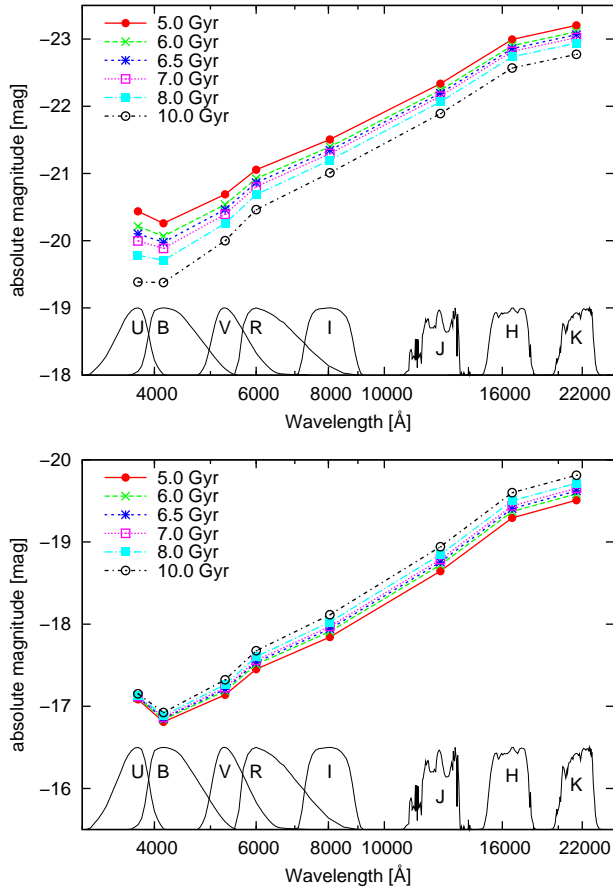 −23
−22
−21
−20
−19
−18
absolute magnitude [mag]
5.0 Gyr
6.0 Gyr
6.5 Gyr
7.0 Gyr
8.0 Gyr
10.0 Gyr
U B V R I J H K
4000 6000 8000 10000 16000 22000
Wavelength [Å]
−20
−19
−18
−17
−16
absolute magnitude [mag]
5.0 Gyr
6.0 Gyr
6.5 Gyr
7.0 Gyr
8.0 Gyr
10.0 Gyr
U B V R I J H K
4000 6000 8000 10000 16000 22000
Wavelength [Å]